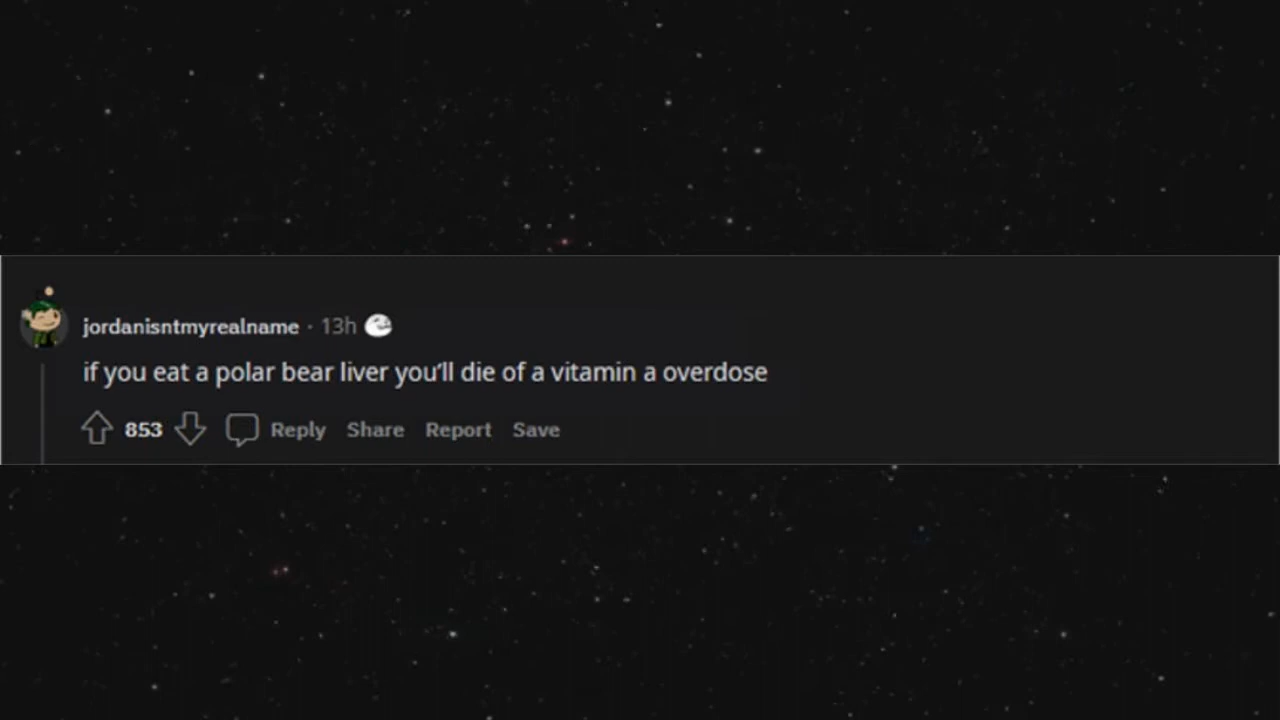 jordanisntmyrealname · 13h
if you eat a polar bear liver you'll die of a vitamin a overdose
853 Reply Share Report Save